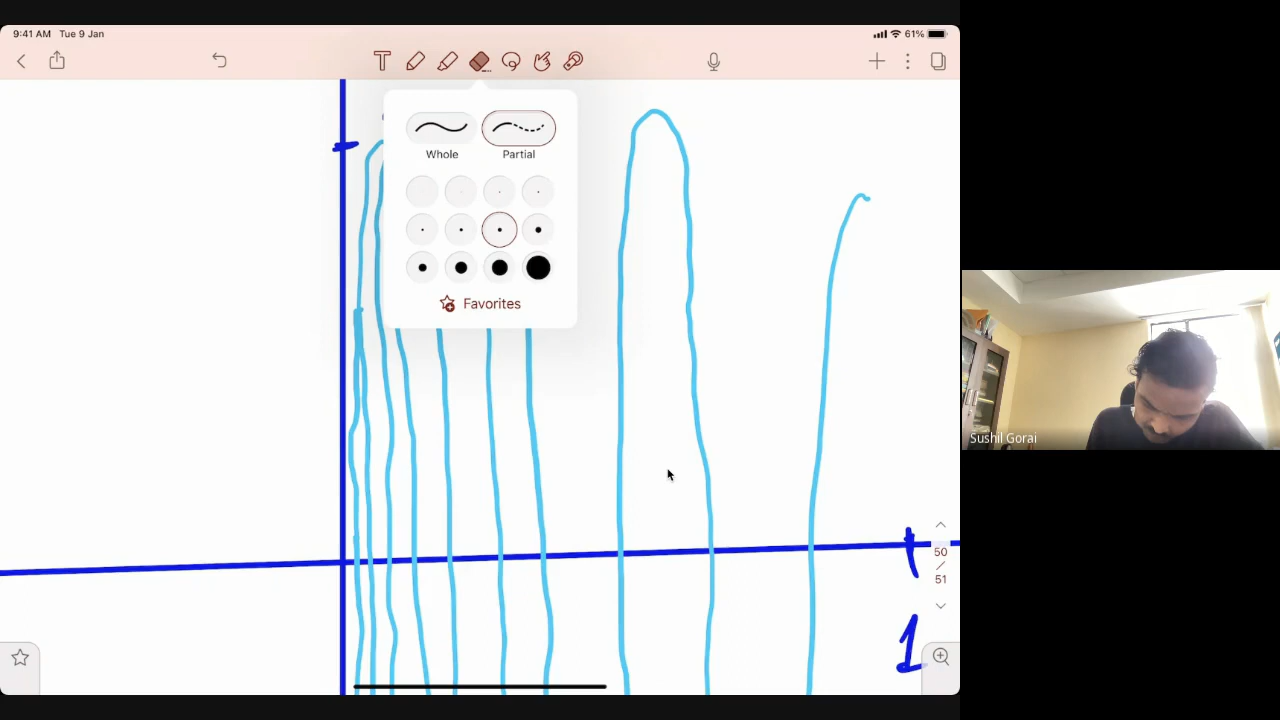 9:41 AM Tue 9 Jan 61%
T
Whole Partial
Favorites
Sushil Gorai
50
/
51
1